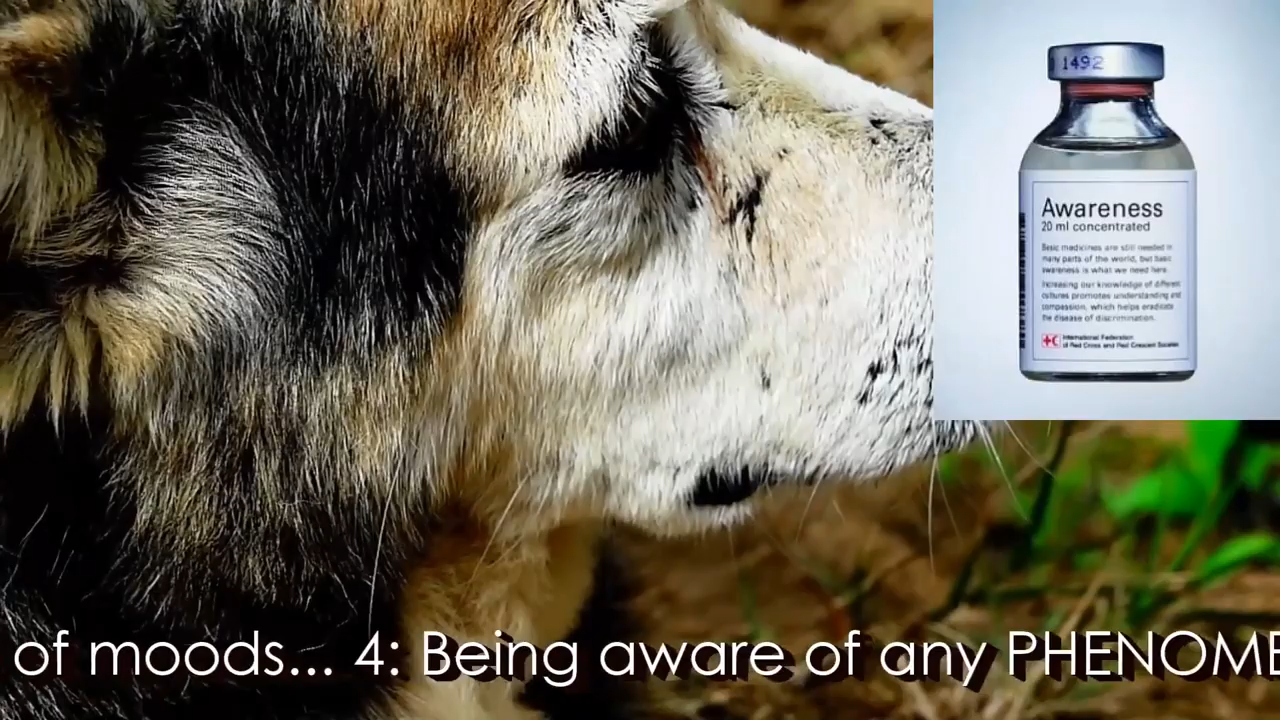 1492
Awareness
20 ml concentrated
Basic medicines are still needed in
many parts of the world, but basic
awareness is what we need here.
Increasing our knowledge of different
cultures promotes understanding and
compassion, which helps eradicate
the disease of discrimination.
International Federation
of Red Cross and Red Crescent Societies
of moods... 4: Being aware of any PHENOME